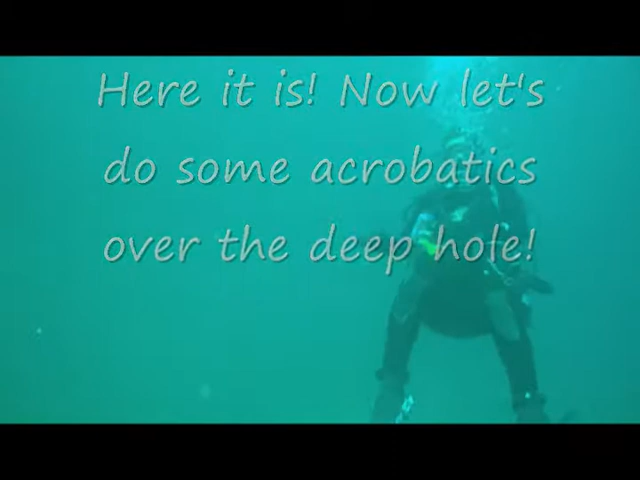 Here it is! Now let's
do some acrobatics
over the deep hole!